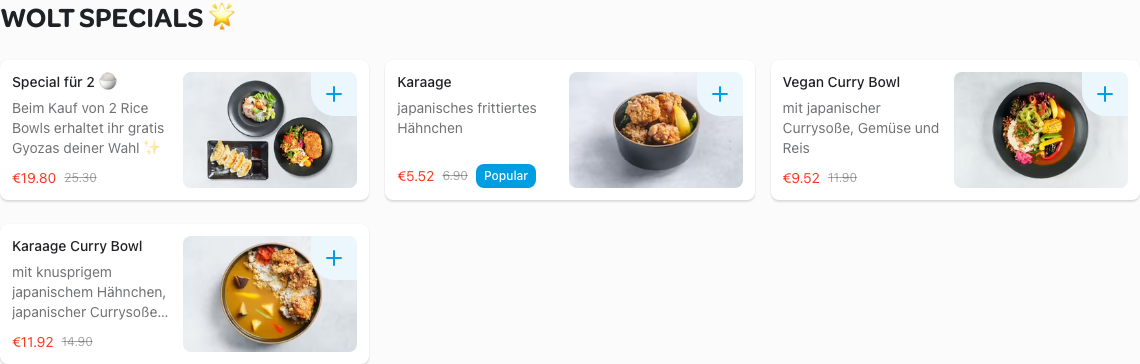 WOLT SPECIALS 🌟
Special für 2 🍚
Beim Kauf von 2 Rice
Bowls erhaltet ihr gratis
Gyozas deiner Wahl ✨
€19.80 25.30
Karaage
japanisches frittiertes
Hähnchen
€5.52 6.90 Popular
Vegan Curry Bowl
mit japanischer
Currysoße, Gemüse und
Reis
€9.52 11.90
Karaage Curry Bowl
mit knusprigem
japanischem Hähnchen,
japanischer Currysoße...
€11.92 14.90